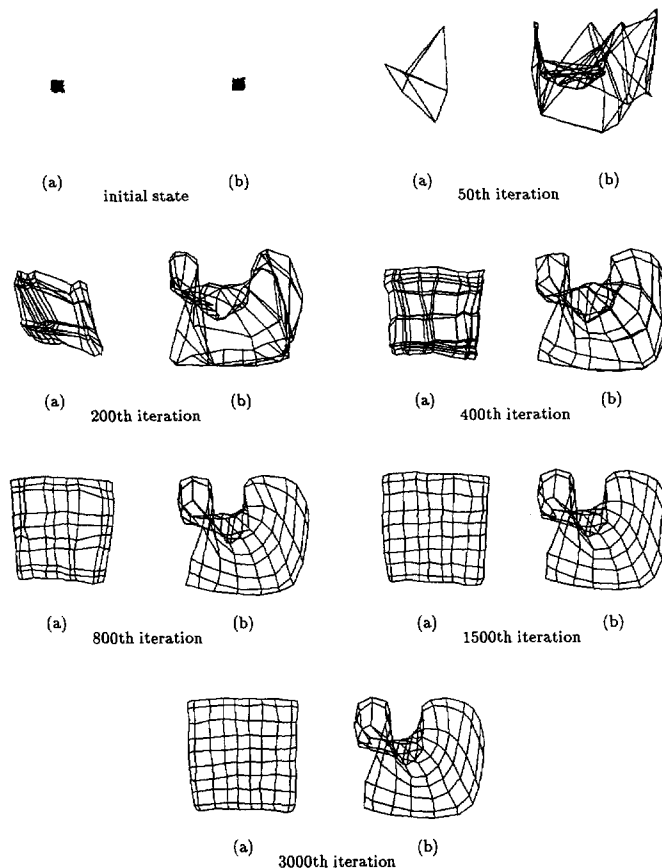 (a) (b) (a) (b)
initial state 50th iteration
(a) (b) (a) (b)
200th iteration 400th iteration
(a) (b) (a) (b)
800th iteration 1500th iteration
(a) (b)
3000th iteration